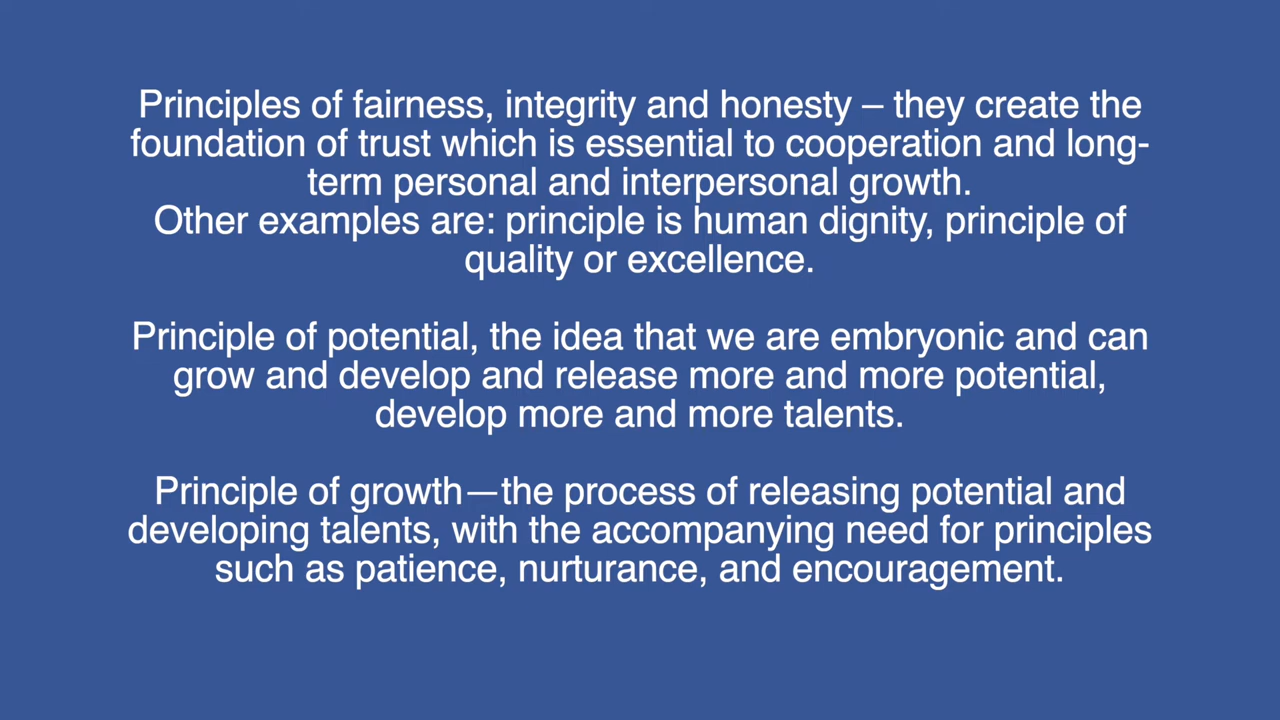 Principles of fairness, integrity and honesty – they create the
foundation of trust which is essential to cooperation and long-
term personal and interpersonal growth.
Other examples are: principle is human dignity, principle of
quality or excellence.
Principle of potential, the idea that we are embryonic and can
grow and develop and release more and more potential,
develop more and more talents.
Principle of growth—the process of releasing potential and
developing talents, with the accompanying need for principles
such as patience, nurturance, and encouragement.